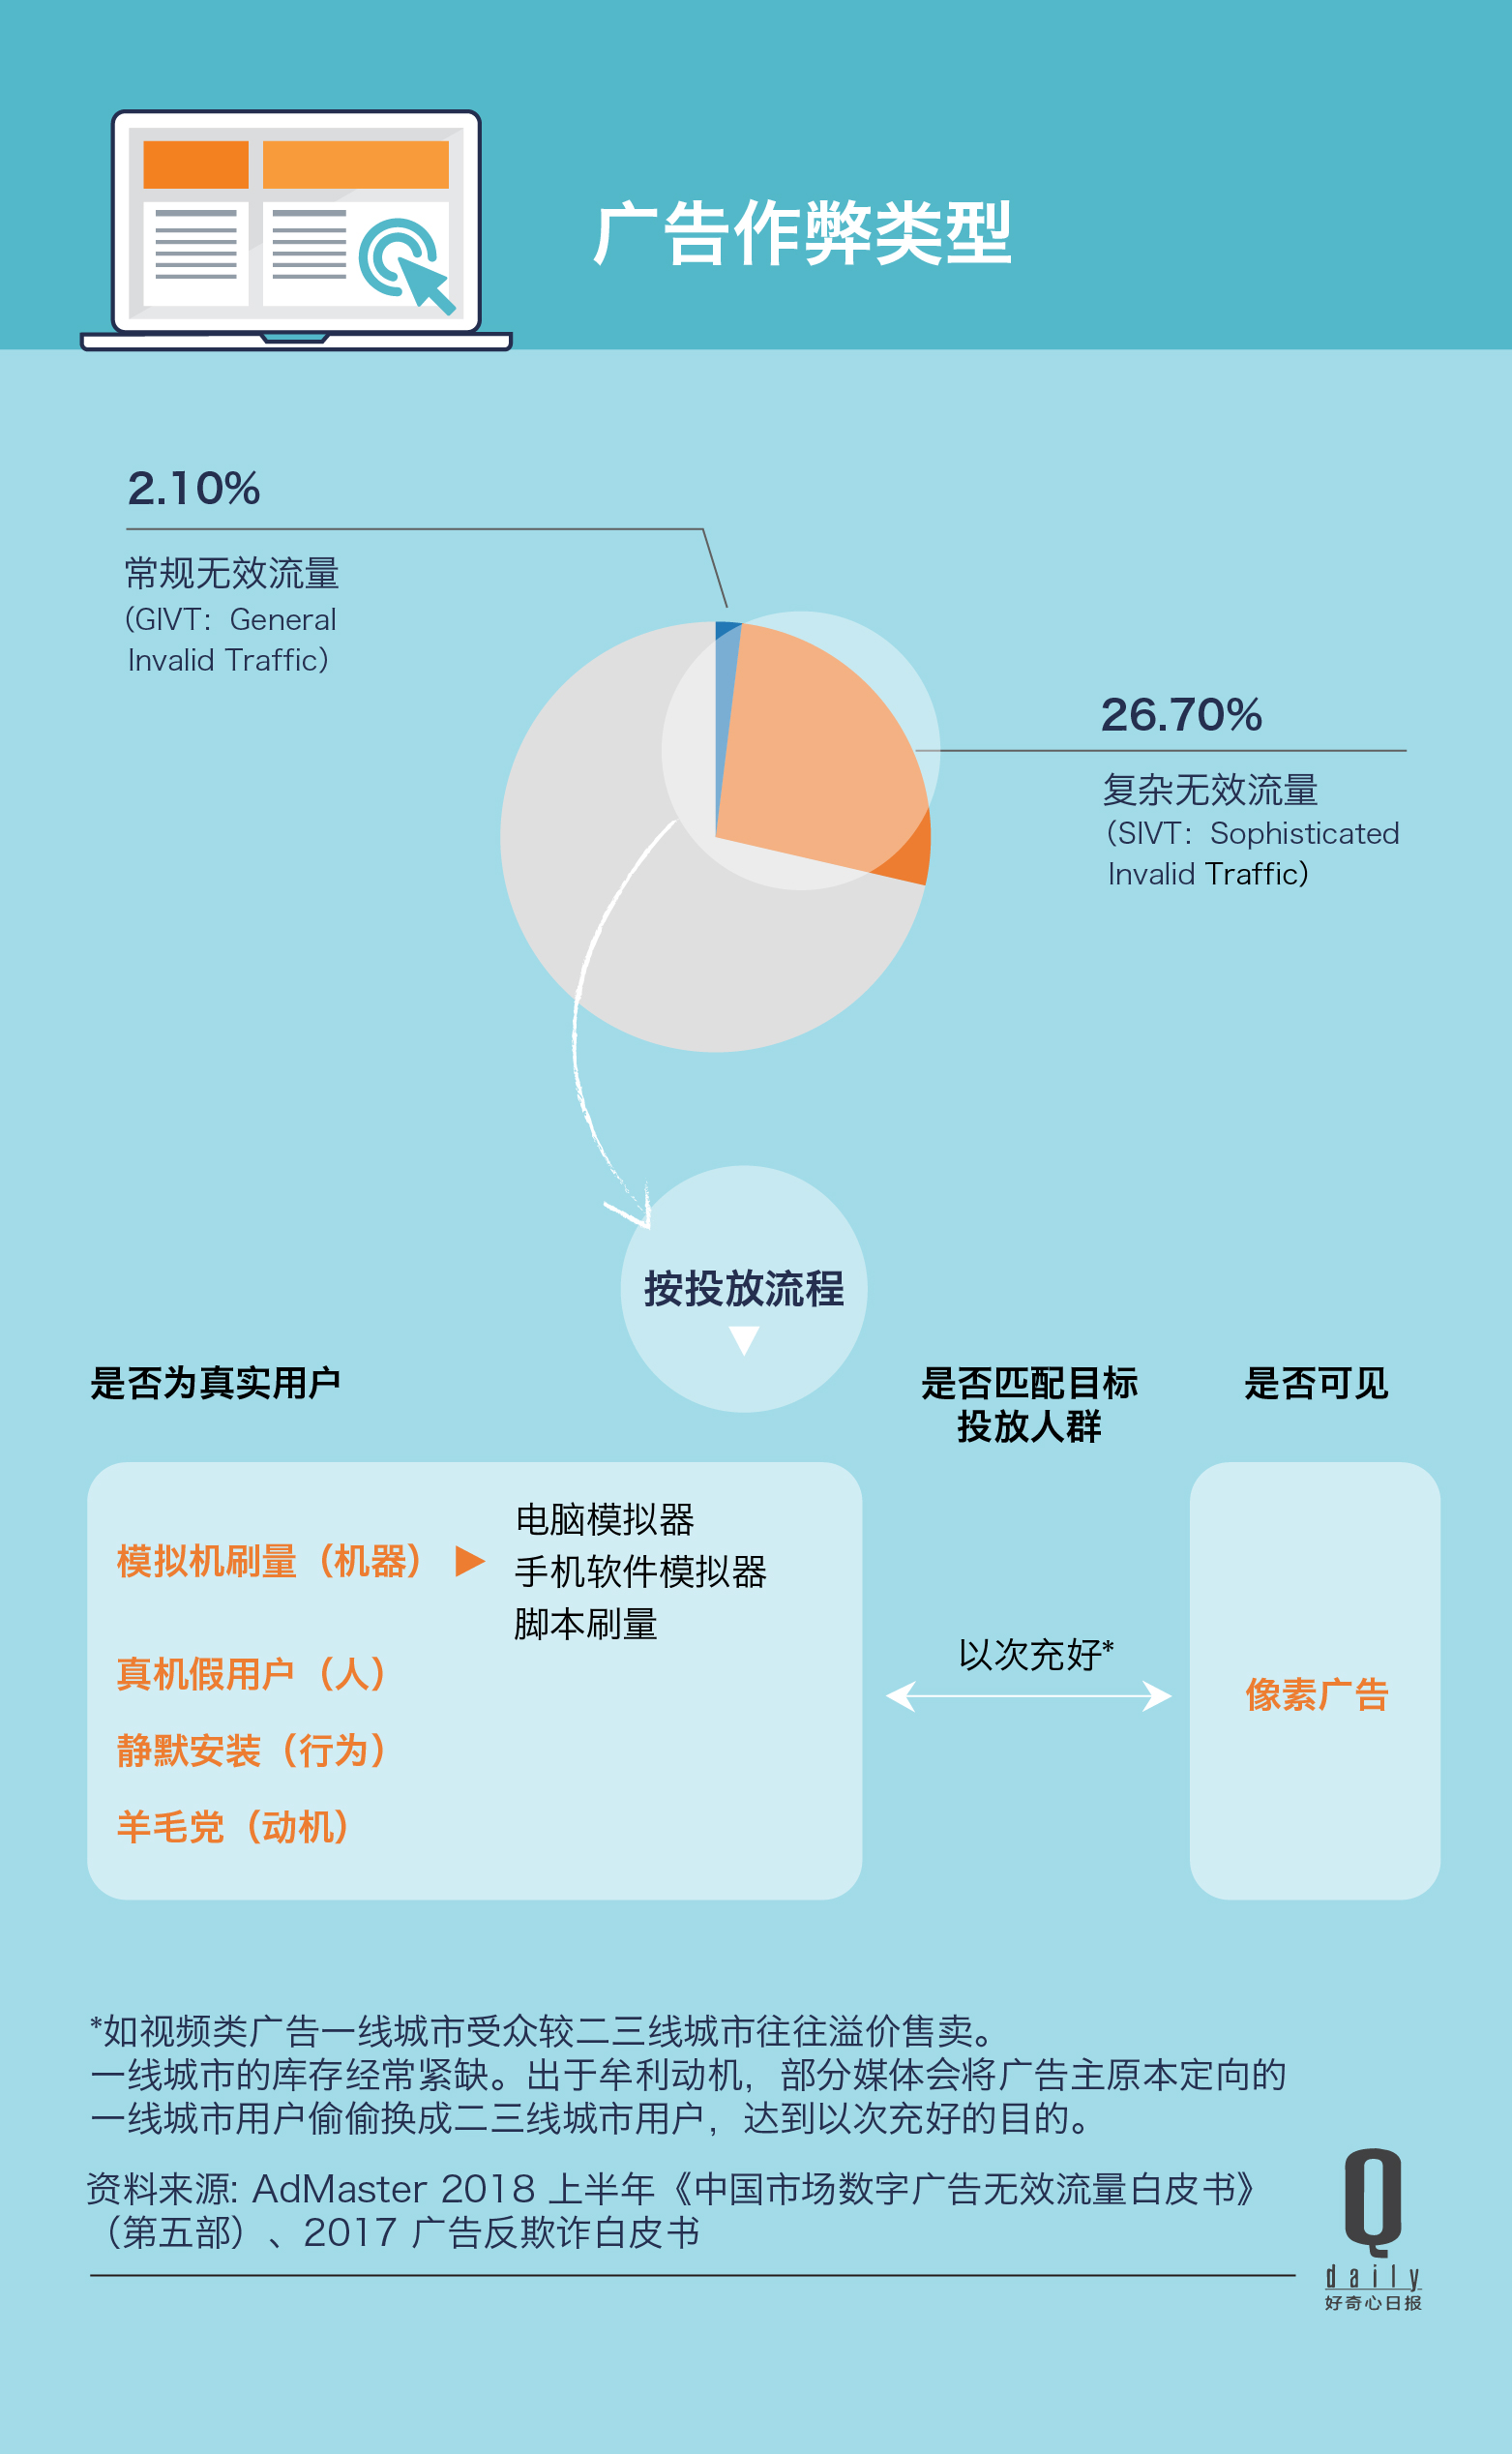 广告作弊类型
2.10%
常规无效流量
(GIVT：General
Invalid Traffic)
26.70%
复杂无效流量
(SIVT：Sophisticated
Invalid Traffic)
按投放流程
是否为真实用户
是否匹配目标
投放人群
是否可见
模拟机刷量（机器）
电脑模拟器
手机软件模拟器
脚本刷量
真机假用户（人）
静默安装（行为）
羊毛党（动机）
以次充好*
像素广告
*如视频类广告一线城市受众较二三线城市往往溢价售卖。
一线城市的库存经常紧缺。出于牟利动机，部分媒体会将广告主原本定向的
一线城市用户偷偷换成二三线城市用户，达到以次充好的目的。
资料来源: AdMaster 2018 上半年《中国市场数字广告无效流量白皮书》
（第五部）、2017 广告反欺诈白皮书
Q
daily
好奇心日报